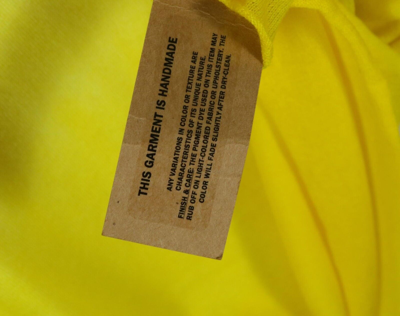 THIS GARMENT IS HANDMADE
ANY VARIATIONS IN COLOR OR TEXTURE ARE
CHARACTERISTICS OF ITS UNIQUE NATURE.
FINISH & CARE: THE PIGMENT DYE USED ON THIS ITEM MAY
RUB OFF ON LIGHT-COLORED FABRIC OR UPHOLSTERY. THE
COLOR WILL FADE SLIGHTLY AFTER DRY-CLEAN.